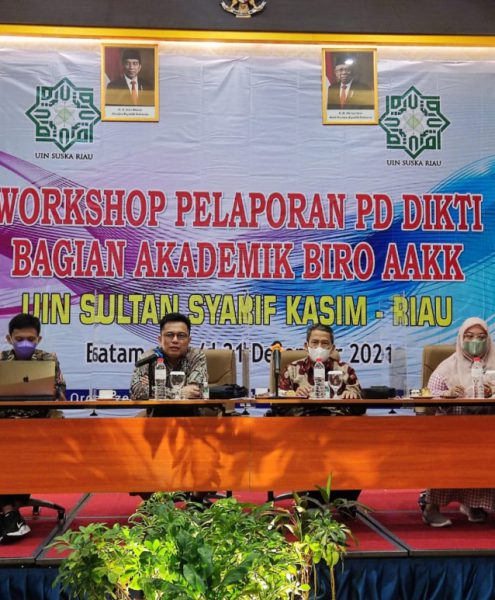 UIN SUSKA RIAU
UIN SUSKA RIAU
WORKSHOP PELAPORAN PD DIKTI
BAGIAN AKADEMIK BIRO AAKK
UIN SULTAN SYARIF KASIM - RIAU
2021